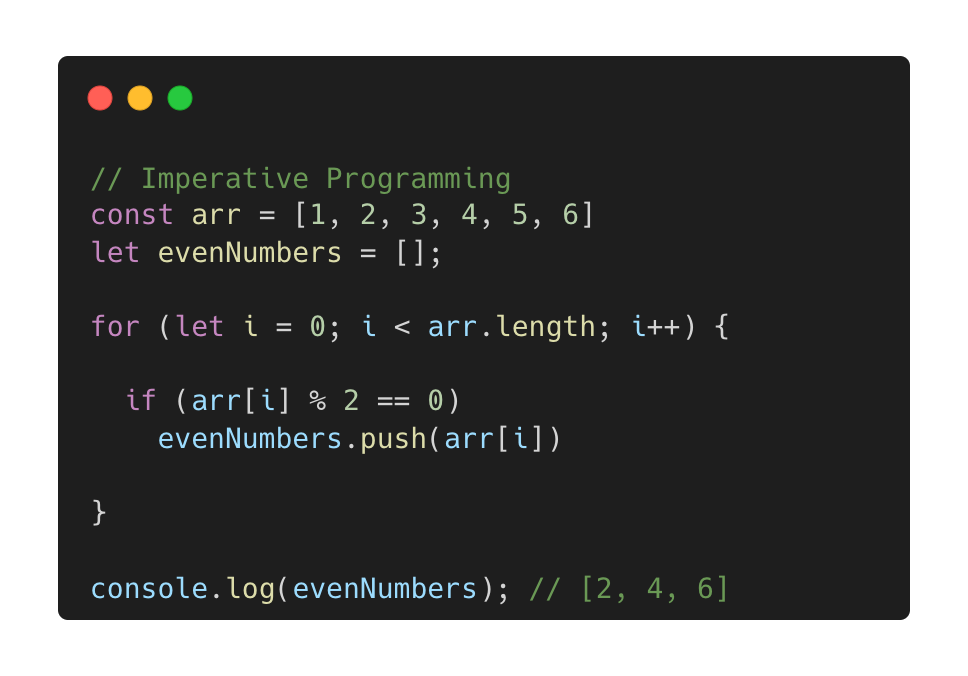 // Imperative Programming
const arr = [1, 2, 3, 4, 5, 6]
let evenNumbers = [];
for (let i = 0; i < arr.length; i++) {
if (arr[i] % 2 == 0)
evenNumbers.push(arr[i])
}
console.log(evenNumbers); // [2, 4, 6]